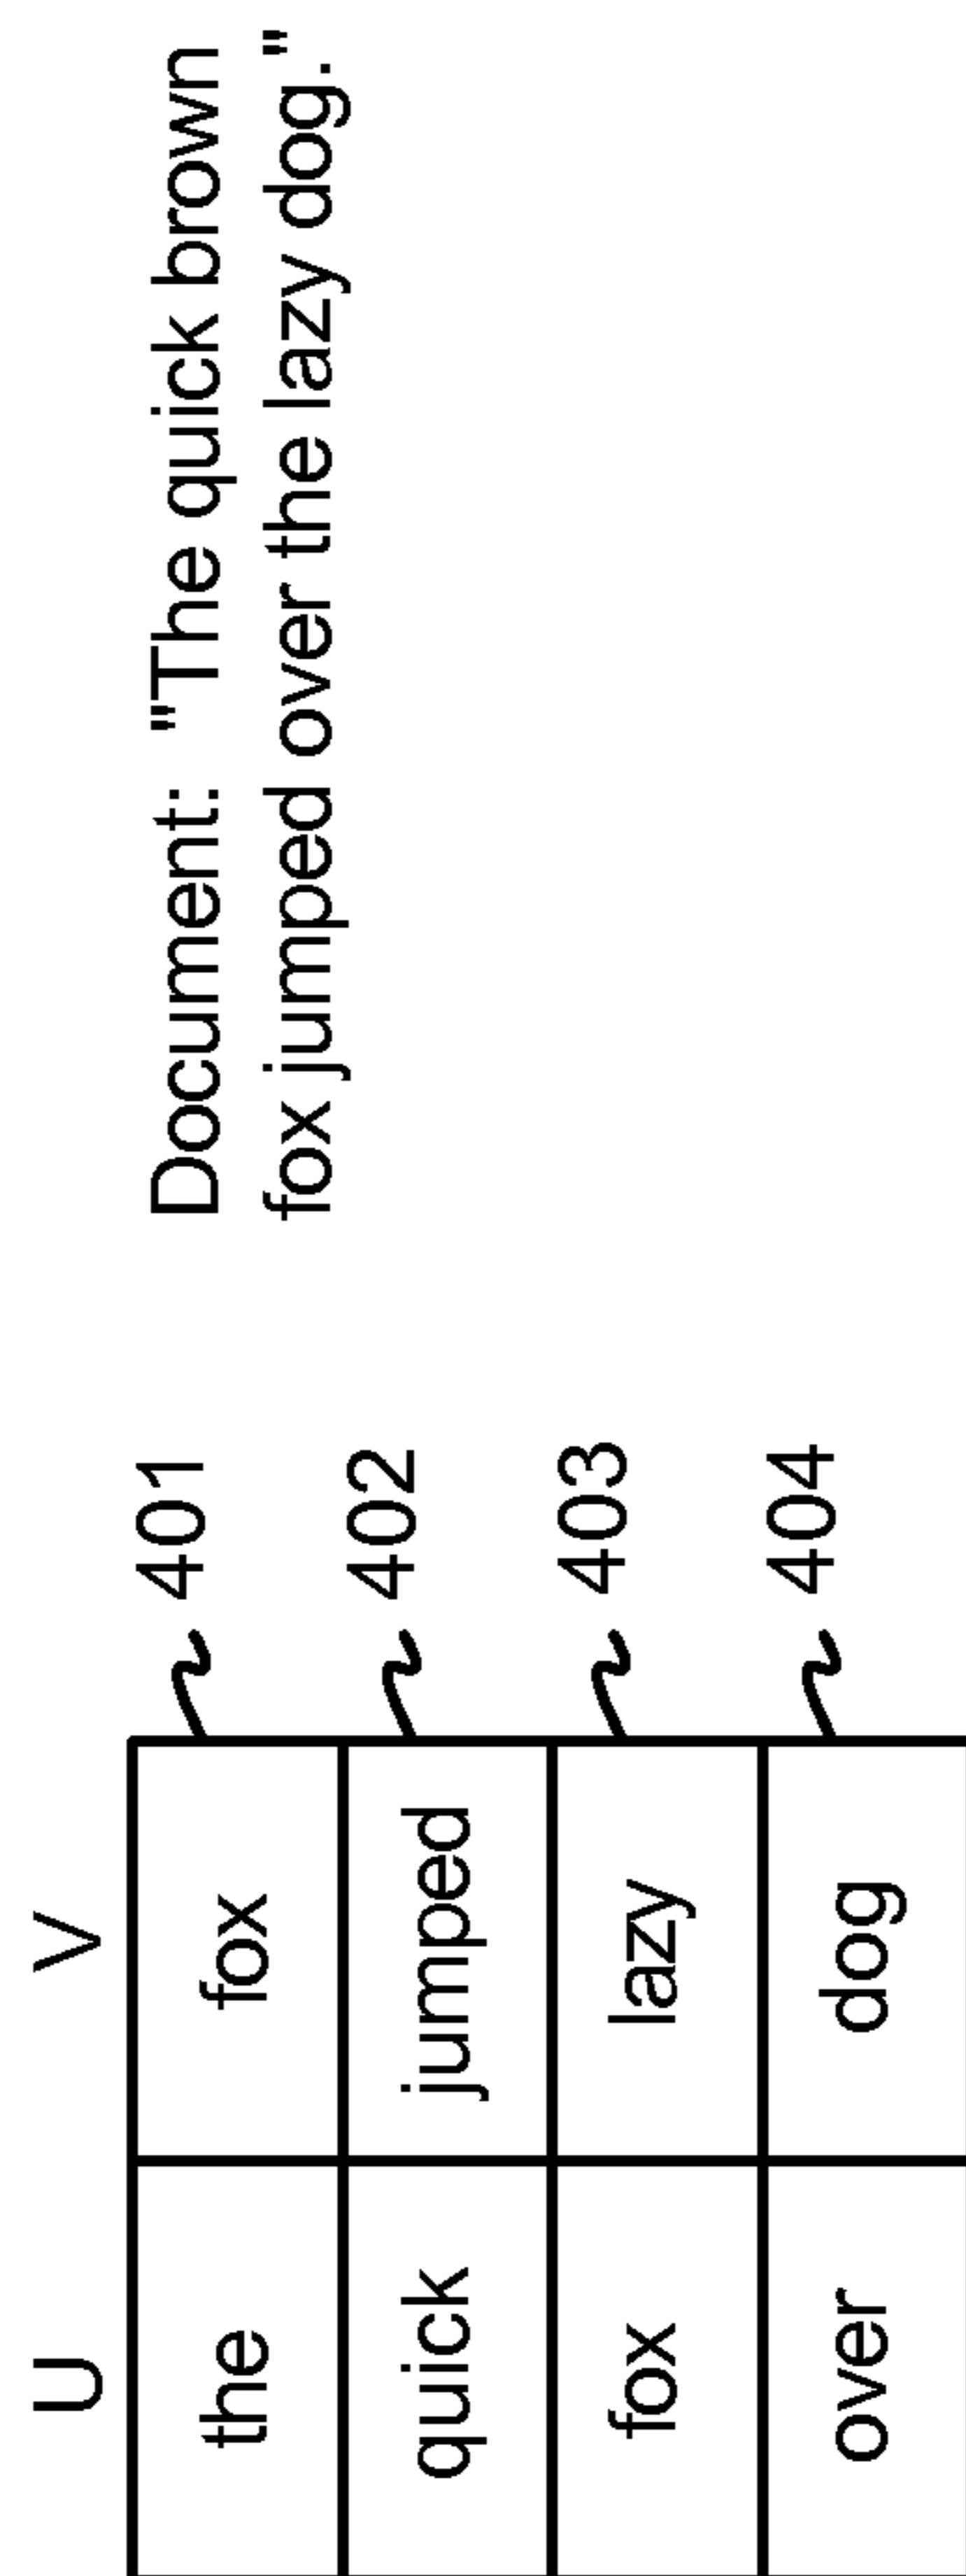 U V
the fox 401
quick jumped 402
fox lazy 403
over dog 404
Document: "The quick brown
fox jumped over the lazy dog."